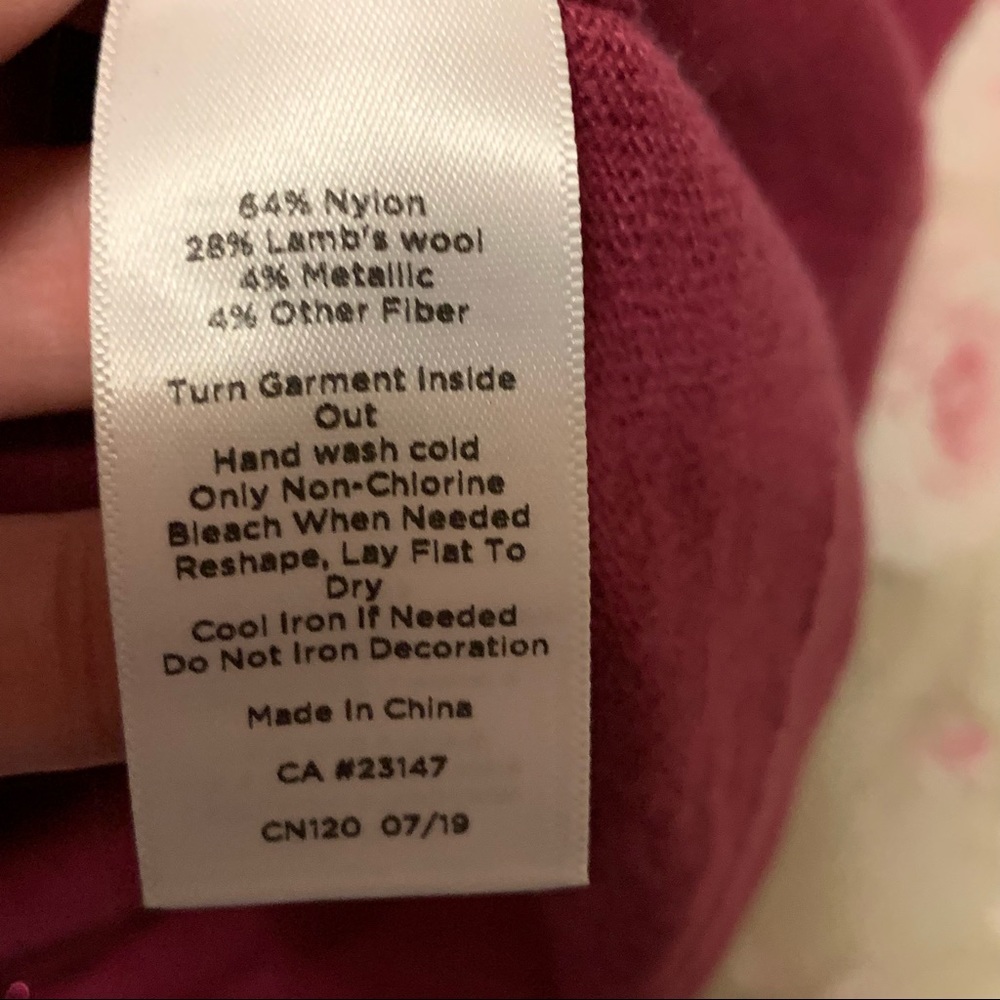 64% Nylon
28% Lamb's wool
4% Metallic
4% Other Fiber
Turn Garment Inside
Out
Hand wash cold
Only Non-Chlorine
Bleach When Needed
Reshape, Lay Flat To
Dry
Cool Iron If Needed
Do Not Iron Decoration
Made In China
CA #23147
CN120 07/19